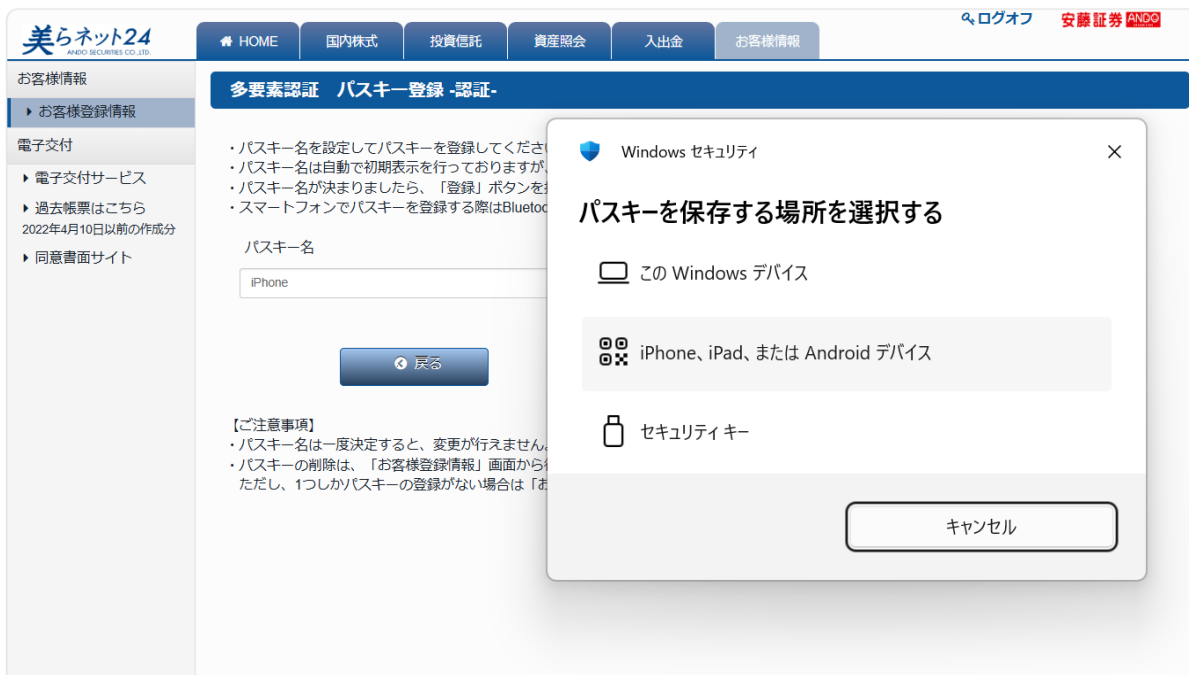 美らネット24
ANDO SECURITIES CO.,LTD.
HOME
国内株式
投資信託
資産照会
入出金
お客様情報
ログオフ
安藤証券 ANDO
お客様情報
お客様登録情報
電子交付
電子交付サービス
過去帳票はこちら
2022年4月10日以前の作成分
同意書面サイト
多要素認証 パスキー登録 -認証-
・パスキー名を設定してパスキーを登録してくださ
・パスキー名は自動で初期表示を行っておりますが、
・パスキー名が決まりましたら、「登録」ボタンを
・スマートフォンでパスキーを登録する際はBluetoo
パスキー名
iPhone
戻る
【ご注意事項】
・パスキー名は一度決定すると、変更が行えません。
・パスキーの削除は、「お客様登録情報」画面から
ただし、1つしかパスキーの登録がない場合は「お
Windows セキュリティ
パスキーを保存する場所を選択する
この Windows デバイス
iPhone、iPad、または Android デバイス
セキュリティ キー
キャンセル